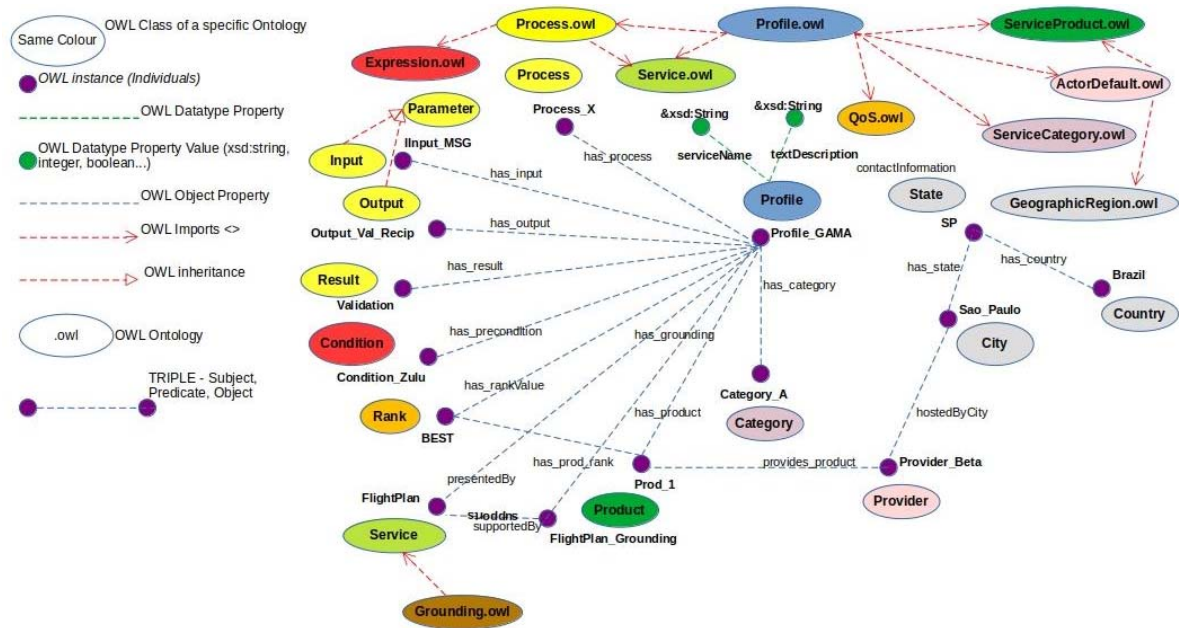 OWL Class of a specific Ontology
Same Colour
OWL instance (Individuals)
OWL Datatype Property
OWL Datatype Property Value (xsd:string,
integer, boolean...)
OWL Object Property
OWL Imports <>
OWL inheritance
.owl
OWL Ontology
TRIPLE - Subject,
Predicate, Object
Process.owl
Profile.owl
ServiceProduct.owl
Expression.owl
Process
Service.owl
ActorDefault.owl
Parameter
Process_X
&xsd:String
&xsd:String
QoS.owl
ServiceCategory.owl
IInput_MSG
Input
serviceName
textDescription
has_process
has_input
contactInformation
Output
Profile
State
GeographicRegion.owl
Output_Val_Recip
has_output
Profile_GAMA
SP
has_result
has_state
has_country
Result
Brazil
Validation
has_category
Sao_Paulo
Country
has_precondition
has_grounding
Condition
City
Condition_Zulu
has_rankValue
Category_A
Rank
has_product
Category
hostedByCity
BEST
has_prod_rank
provides_product
Provider_Beta
presentedBy
Prod_1
FlightPlan
Provider
Product
supportedBy
Service
FlightPlan_Grounding
Grounding.owl